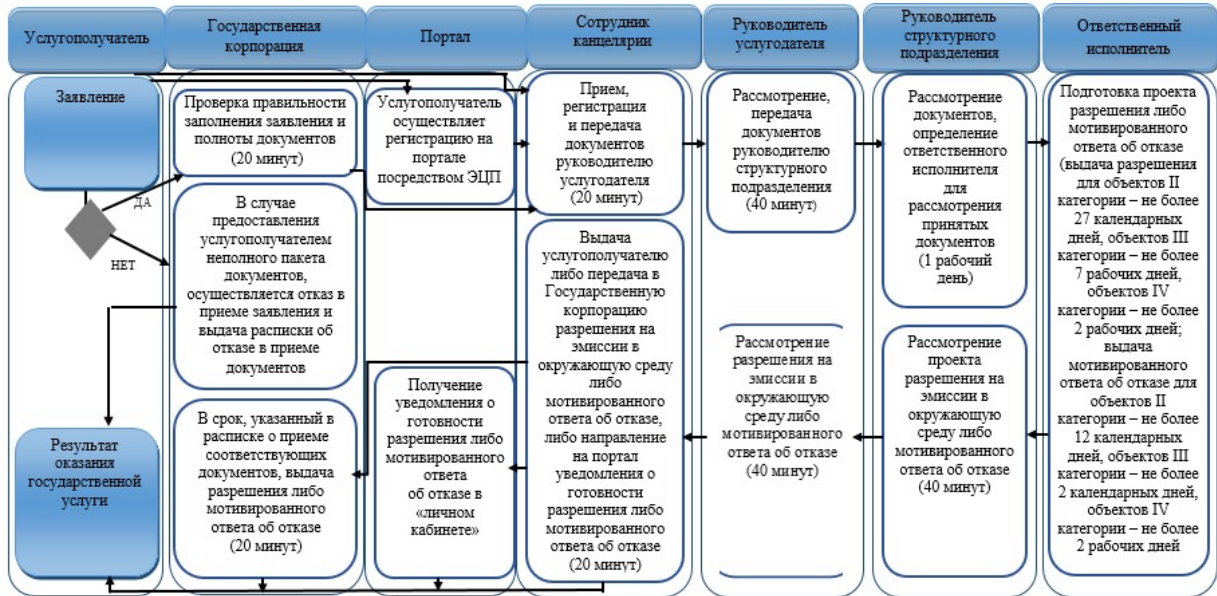 Услугополучатель
Государственная
корпорация
Портал
Сотрудник
канцелярии
Руководитель
услугодателя
Руководитель
структурного
подразделения
Ответственный
исполнитель
Заявление
ДА
НЕТ
Результат
оказания
государственной
услуги
Проверка правильности
заполнения заявления и
полноты документов
(20 минут)
В случае
предоставления
услугополучателем
неполного пакета
документов,
осуществляется отказ в
приеме заявления и
выдача расписки об
отказе в приеме
документов
В срок, указанный в
расписке о приеме
соответствующих
документов, выдача
разрешения либо
мотивированного
ответа об отказе
(20 минут)
Услугополучатель
осуществляет
регистрацию на
портале
посредством ЭЦП
Получение
уведомления о
готовности
разрешения либо
мотивированного
ответа
об отказе в
«личном
кабинете»
Прием,
регистрация
и передача
документов
руководителю
услугодателя
(20 минут)
Выдача
услугополучателю
либо передача в
Государственную
корпорацию
разрешения на
эмиссии в
окружающую среду
либо
мотивированного
ответа об отказе,
либо направление
на портал
уведомления о
готовности
разрешения либо
мотивированного
ответа об отказе
(20 минут)
Рассмотрение,
передача
документов
руководителю
структурного
подразделения
(40 минут)
Рассмотрение
разрешения на
эмиссии в
окружающую
среду либо
мотивированного
ответа об отказе
(40 минут)
Рассмотрение
документов,
определение
ответственного
исполнителя
для
рассмотрения
принятых
документов
(1 рабочий
день)
Рассмотрение
проекта
разрешения на
эмиссии в
окружающую
среду либо
мотивированного
ответа об отказе
(40 минут)
Подготовка проекта
разрешения либо
мотивированного
ответа об отказе
(выдача разрешения
для объектов II
категории – не более
27 календарных
дней, объектов III
категории – не более
7 рабочих дней,
объектов IV
категории – не более
2 рабочих дней;
выдача
мотивированного
ответа об отказе для
объектов II
категории – не более
12 календарных
дней, объектов III
категории – не более
2 календарных дней,
объектов IV
категории – не более
2 рабочих дней